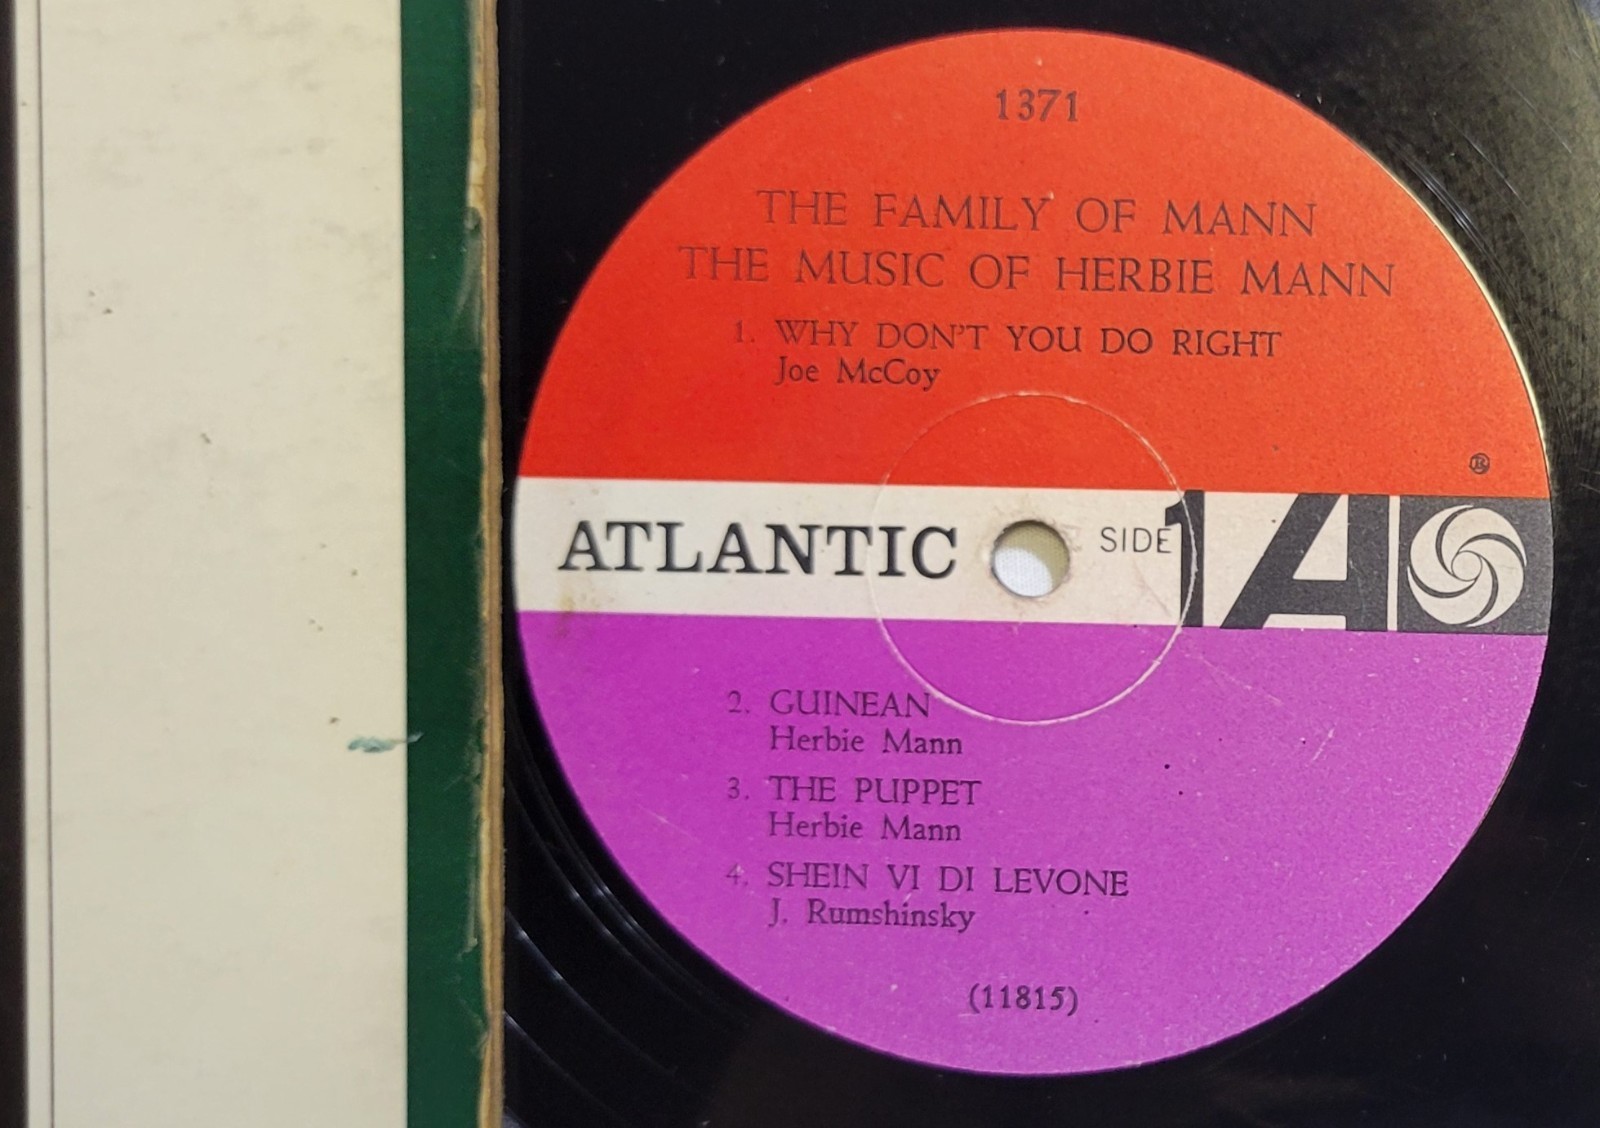 1371
THE FAMILY OF MANN
THE MUSIC OF HERBIE MANN
1. WHY DON'T YOU DO RIGHT
Joe McCoy
®
ATLANTIC SIDE 1 A
2. GUINEAN
Herbie Mann
3. THE PUPPET
Herbie Mann
4. SHEIN VI DI LEVONE
J. Rumshinsky
(11815)